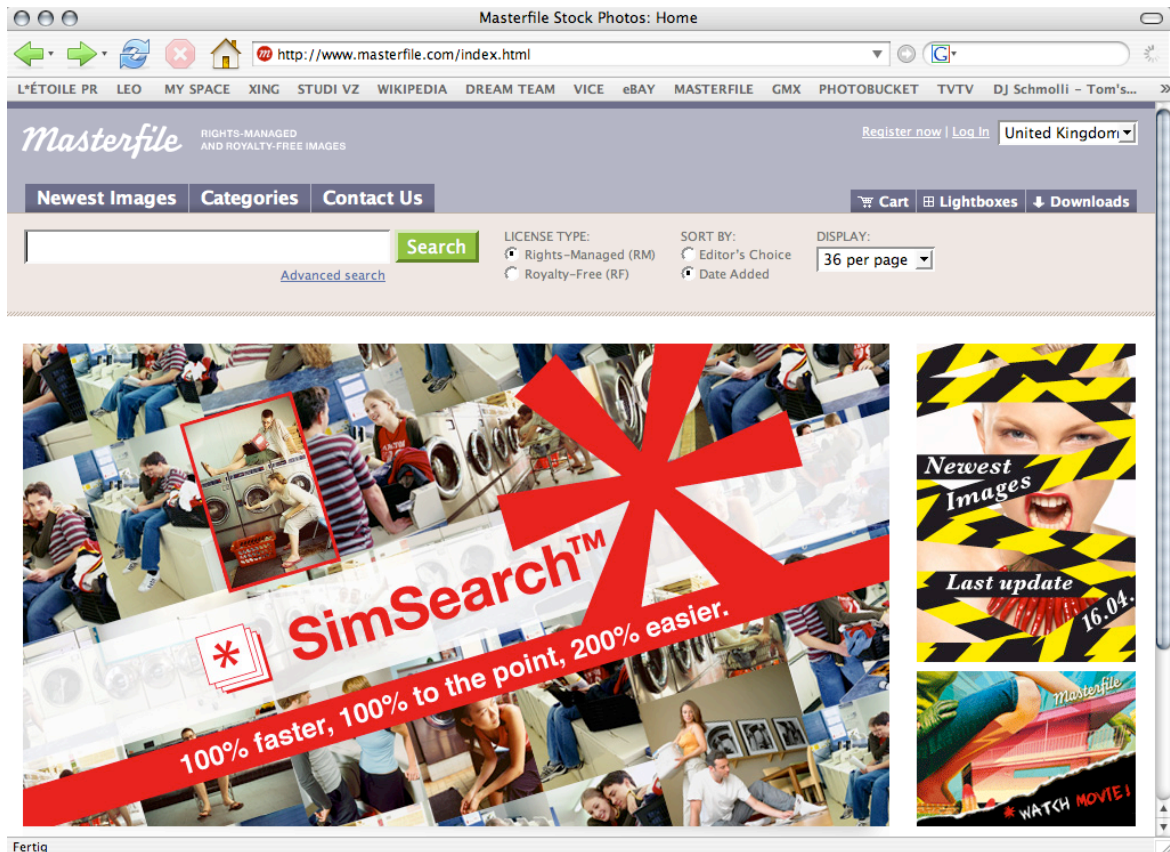 Masterfile Stock Photos: Home
http://www.masterfile.com/index.html
G
L*ÉTOILE PR LEO MY SPACE XING STUDI VZ WIKIPEDIA DREAM TEAM VICE eBAY MASTERFILE GMX PHOTOBUCKET TVTV DJ Schmolli – Tom's... »
Masterfile
RIGHTS-MANAGED
AND ROYALTY-FREE IMAGES
Register now | Log In United Kingdom
Newest Images Categories Contact Us
Cart Lightboxes Downloads
Search
Advanced search
LICENSE TYPE:
Rights-Managed (RM)
Royalty-Free (RF)
SORT BY:
Editor's Choice
Date Added
DISPLAY:
36 per page
SimSearch™
100% faster, 100% to the point, 200% easier.
Newest
Images
Last update
16.04.
Masterfile
* WATCH MOVIE!
Fertig